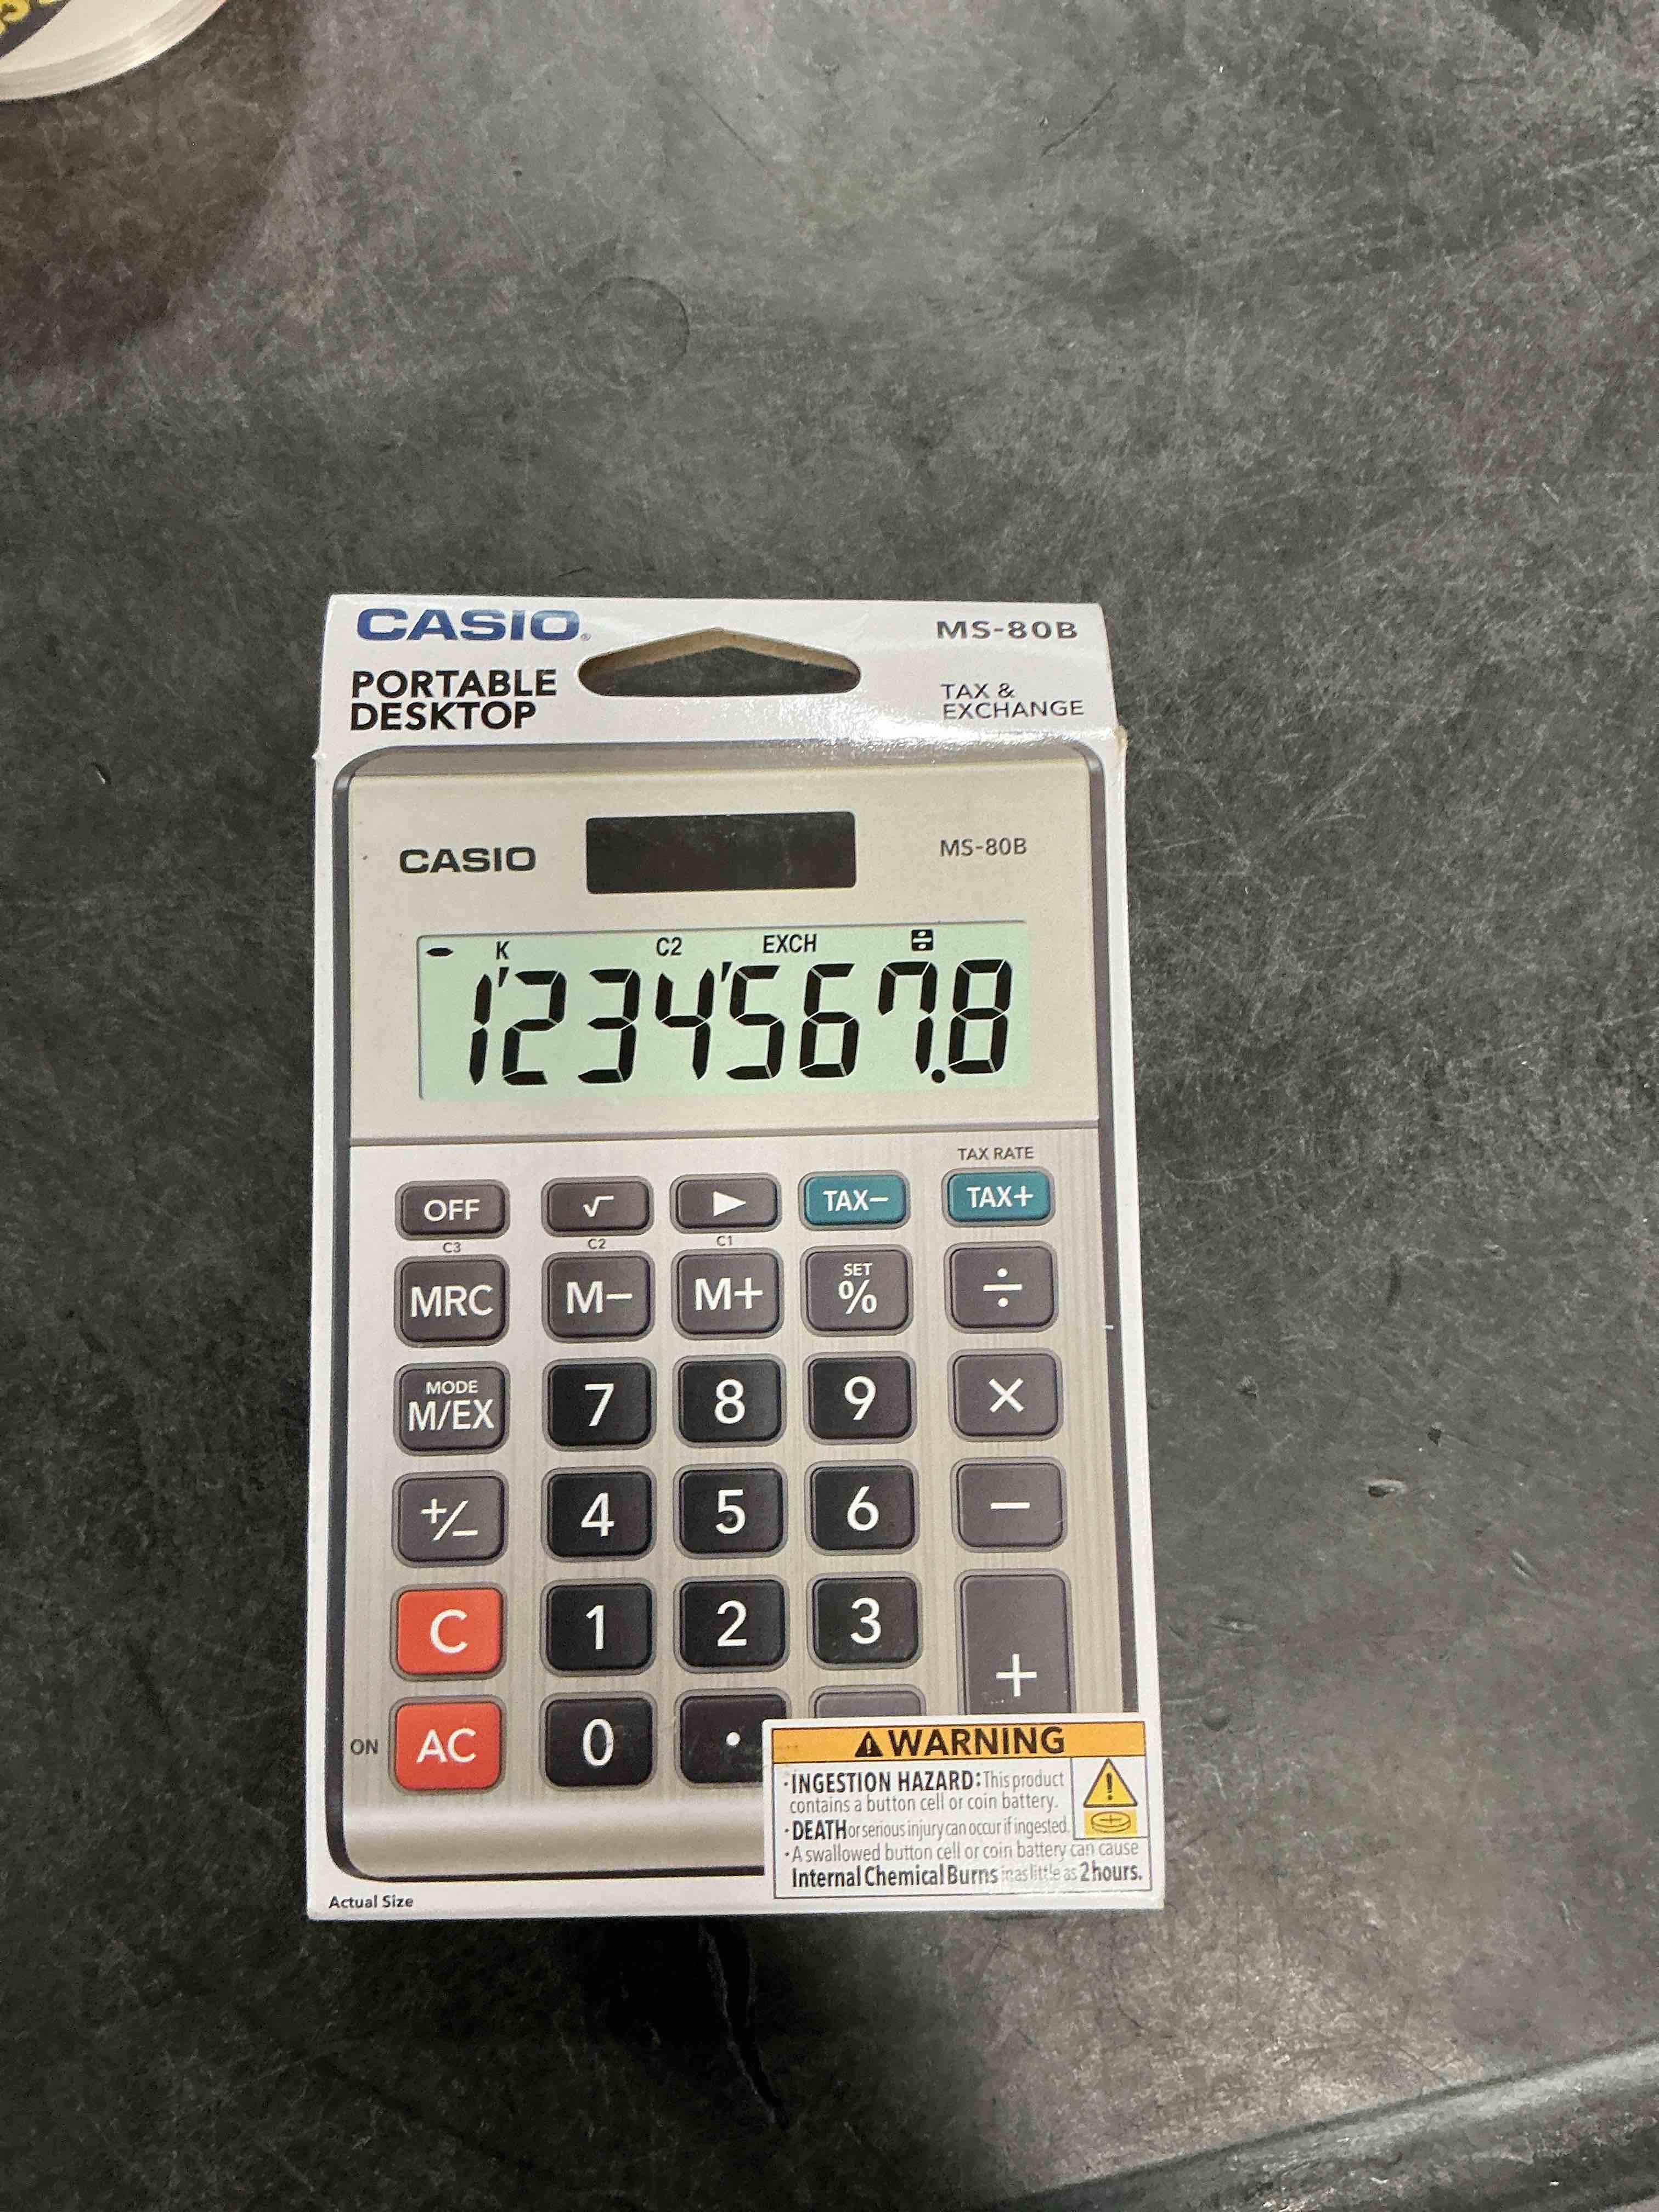 CASIO®
MS-80B
PORTABLE
DESKTOP
TAX &
EXCHANGE
CASIO
MS-80B
K C2 EXCH ÷
1'234'567.8
TAX RATE
OFF √ ▶ TAX− TAX+
C3 C2 C1
MRC M− M+ SET % ÷
MODE
M/EX 7 8 9 ×
+/− 4 5 6 −
C 1 2 3 +
ON AC 0 •
⚠WARNING
·INGESTION HAZARD: This product
contains a button cell or coin battery.
·DEATH or serious injury can occur if ingested.
·A swallowed button cell or coin battery can cause
Internal Chemical Burns in as little as 2 hours.
Actual Size